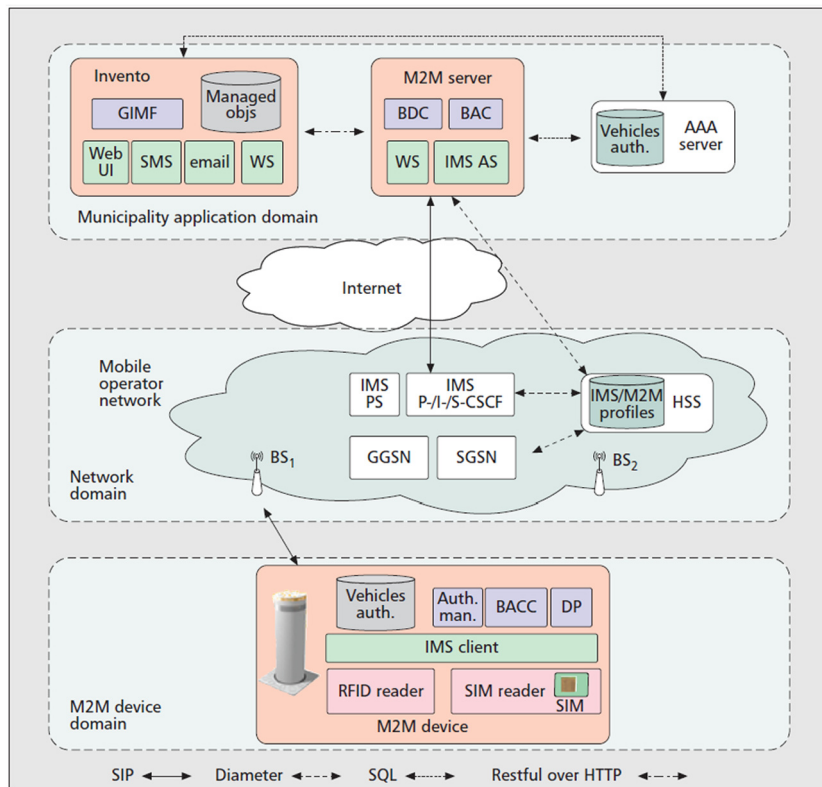 Invento
Managed
objs
GIMF
Web
UI
SMS
email
WS
M2M server
BDC
BAC
WS
IMS AS
Vehicles
auth.
AAA
server
Municipality application domain
Internet
Mobile
operator
network
IMS
PS
IMS
P-/I-/S-CSCF
IMS/M2M
profiles
HSS
GGSN
SGSN
BS1
BS2
Network
domain
Vehicles
auth.
Auth.
man.
BACC
DP
IMS client
RFID reader
SIM reader
SIM
M2M device
M2M device
domain
SIP
Diameter
SQL
Restful over HTTP